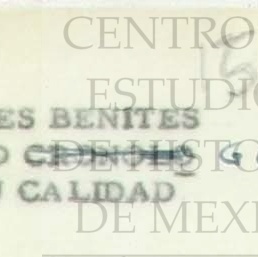 CENTRO
ESTUDIO
ES BENITES
DE HISTO
U CALIDAD
DE MEXI